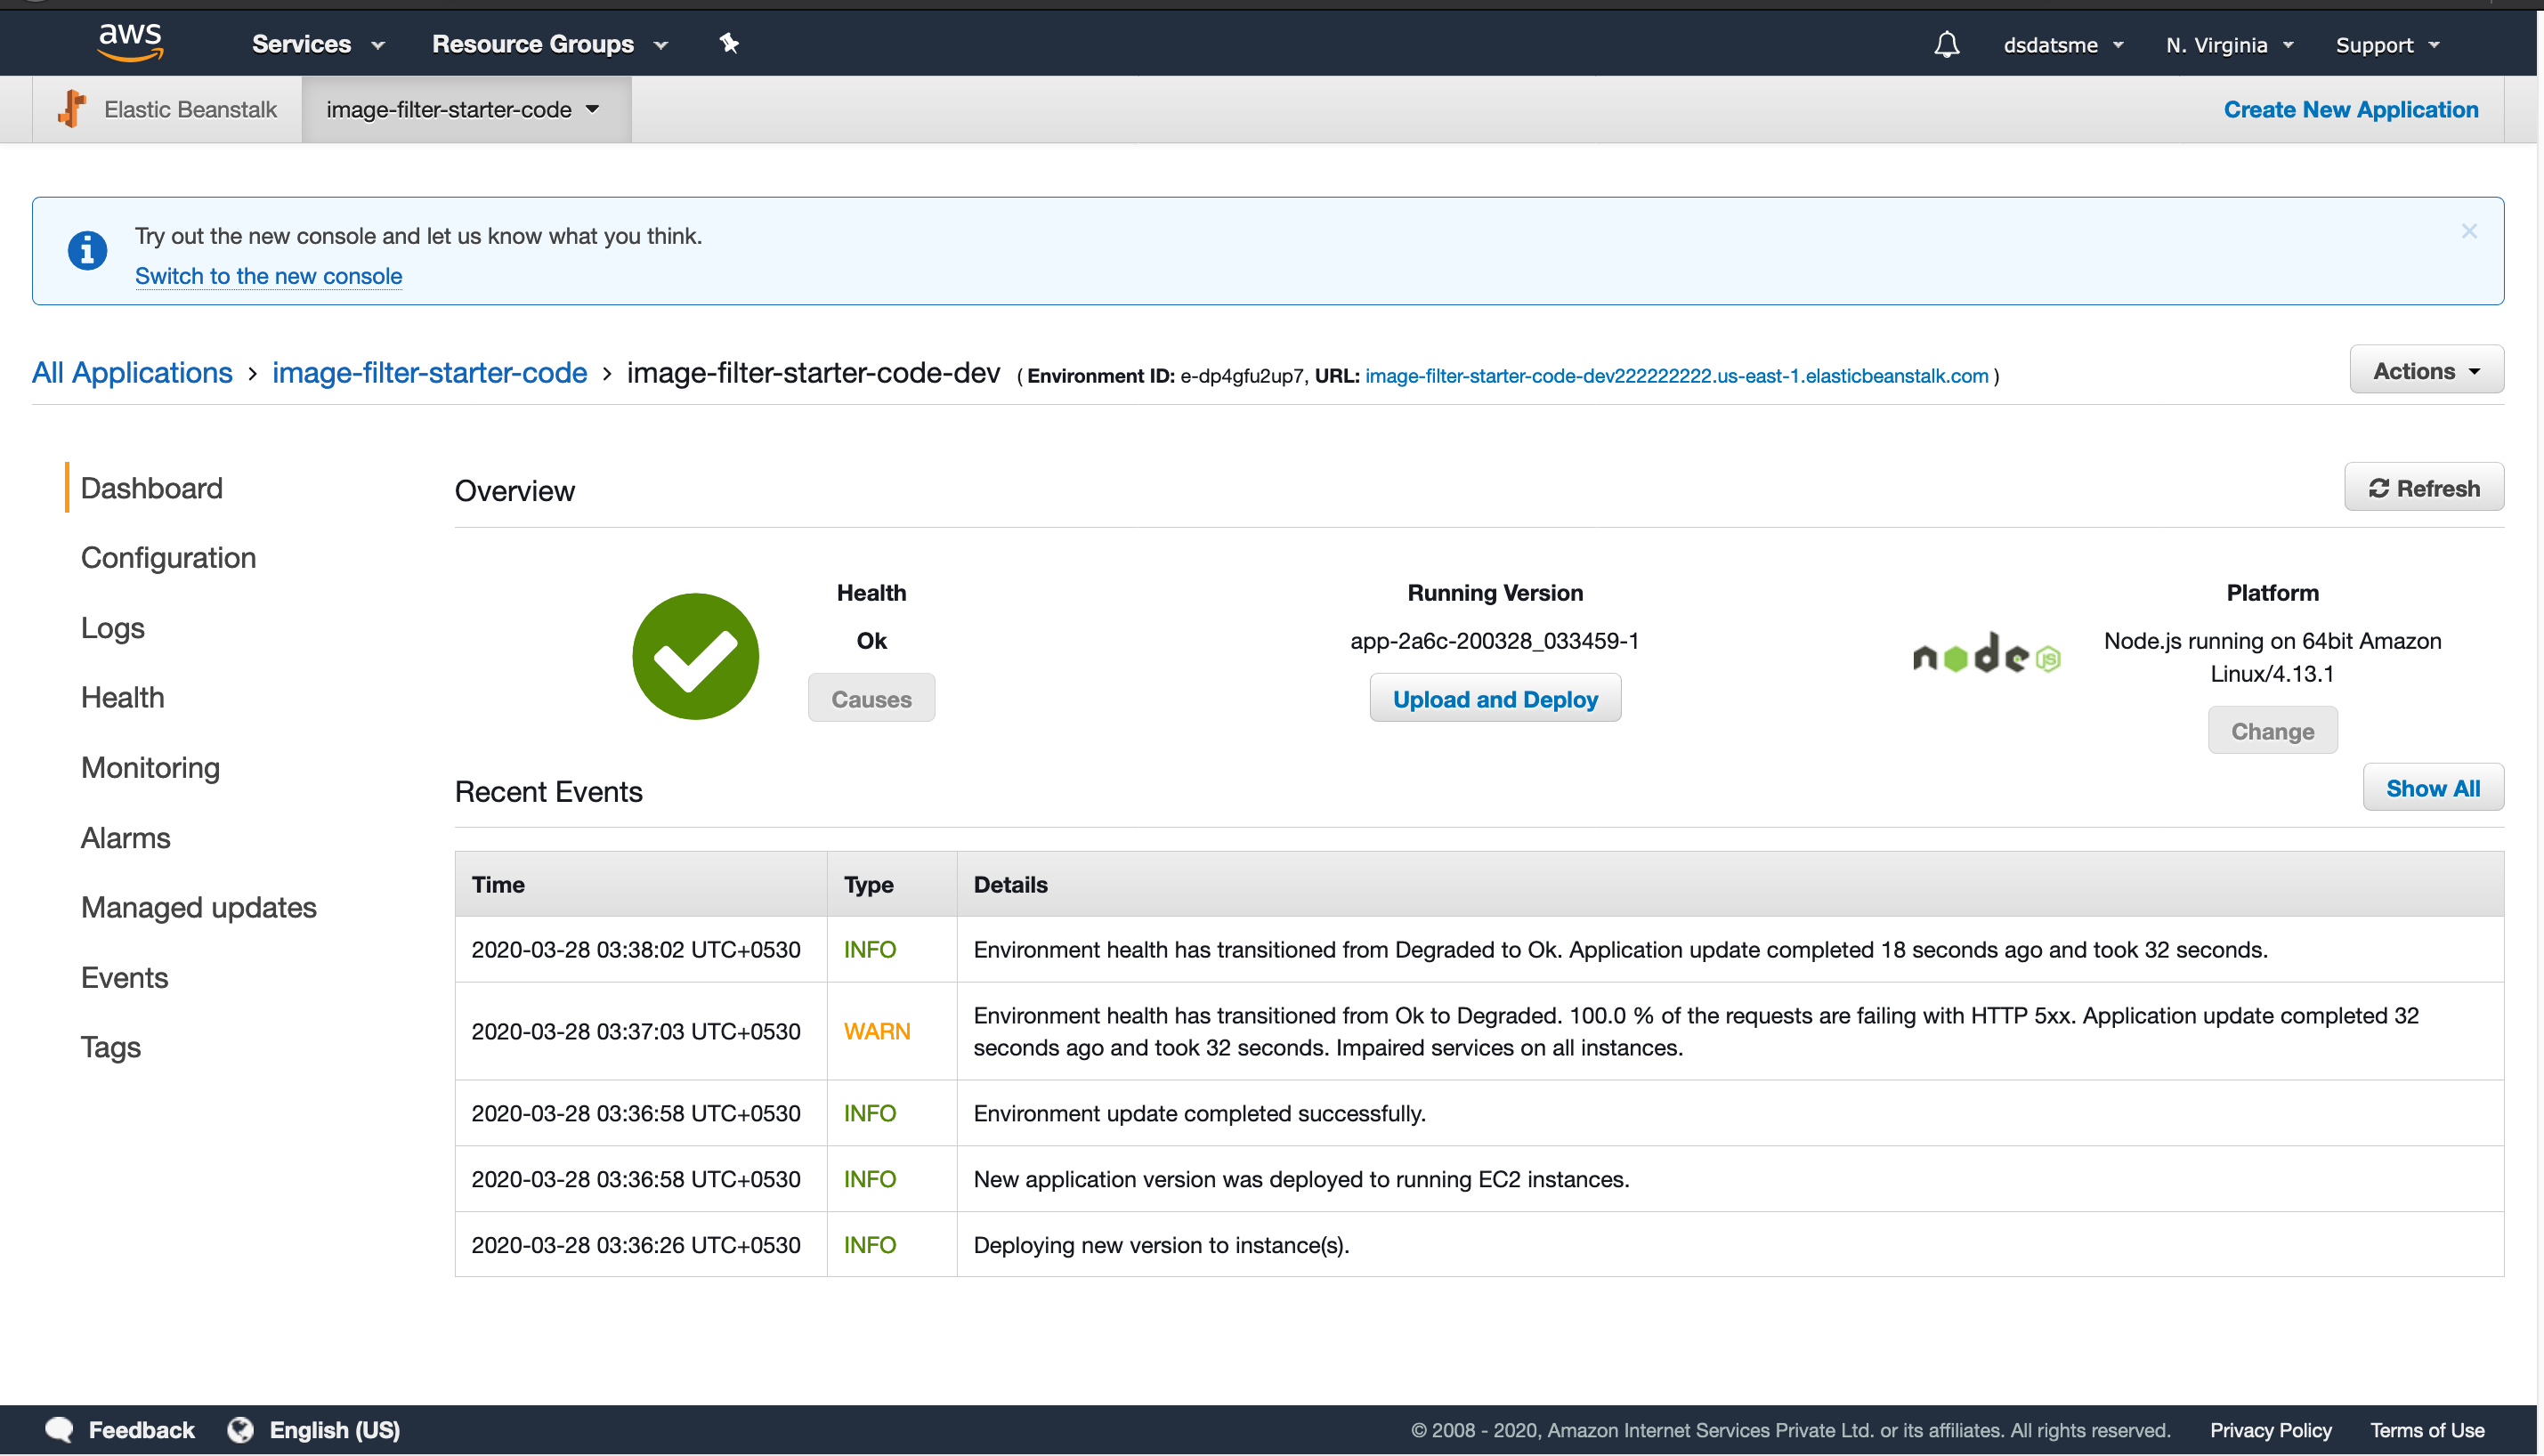 aws Services Resource Groups dsdatsme N. Virginia Support
Elastic Beanstalk image-filter-starter-code Create New Application
Try out the new console and let us know what you think.
Switch to the new console
All Applications › image-filter-starter-code › image-filter-starter-code-dev ( Environment ID: e-dp4gfu2up7, URL: image-filter-starter-code-dev222222222.us-east-1.elasticbeanstalk.com )
Actions
Dashboard
Configuration
Logs
Health
Monitoring
Alarms
Managed updates
Events
Tags
Overview
Refresh
Health
Ok
Causes
Running Version
app-2a6c-200328_033459-1
Upload and Deploy
node JS
Platform
Node.js running on 64bit Amazon
Linux/4.13.1
Change
Recent Events
Show All
Time Type Details
2020-03-28 03:38:02 UTC+0530 INFO Environment health has transitioned from Degraded to Ok. Application update completed 18 seconds ago and took 32 seconds.
2020-03-28 03:37:03 UTC+0530 WARN Environment health has transitioned from Ok to Degraded. 100.0 % of the requests are failing with HTTP 5xx. Application update completed 32
seconds ago and took 32 seconds. Impaired services on all instances.
2020-03-28 03:36:58 UTC+0530 INFO Environment update completed successfully.
2020-03-28 03:36:58 UTC+0530 INFO New application version was deployed to running EC2 instances.
2020-03-28 03:36:26 UTC+0530 INFO Deploying new version to instance(s).
Feedback English (US) © 2008 - 2020, Amazon Internet Services Private Ltd. or its affiliates. All rights reserved. Privacy Policy Terms of Use